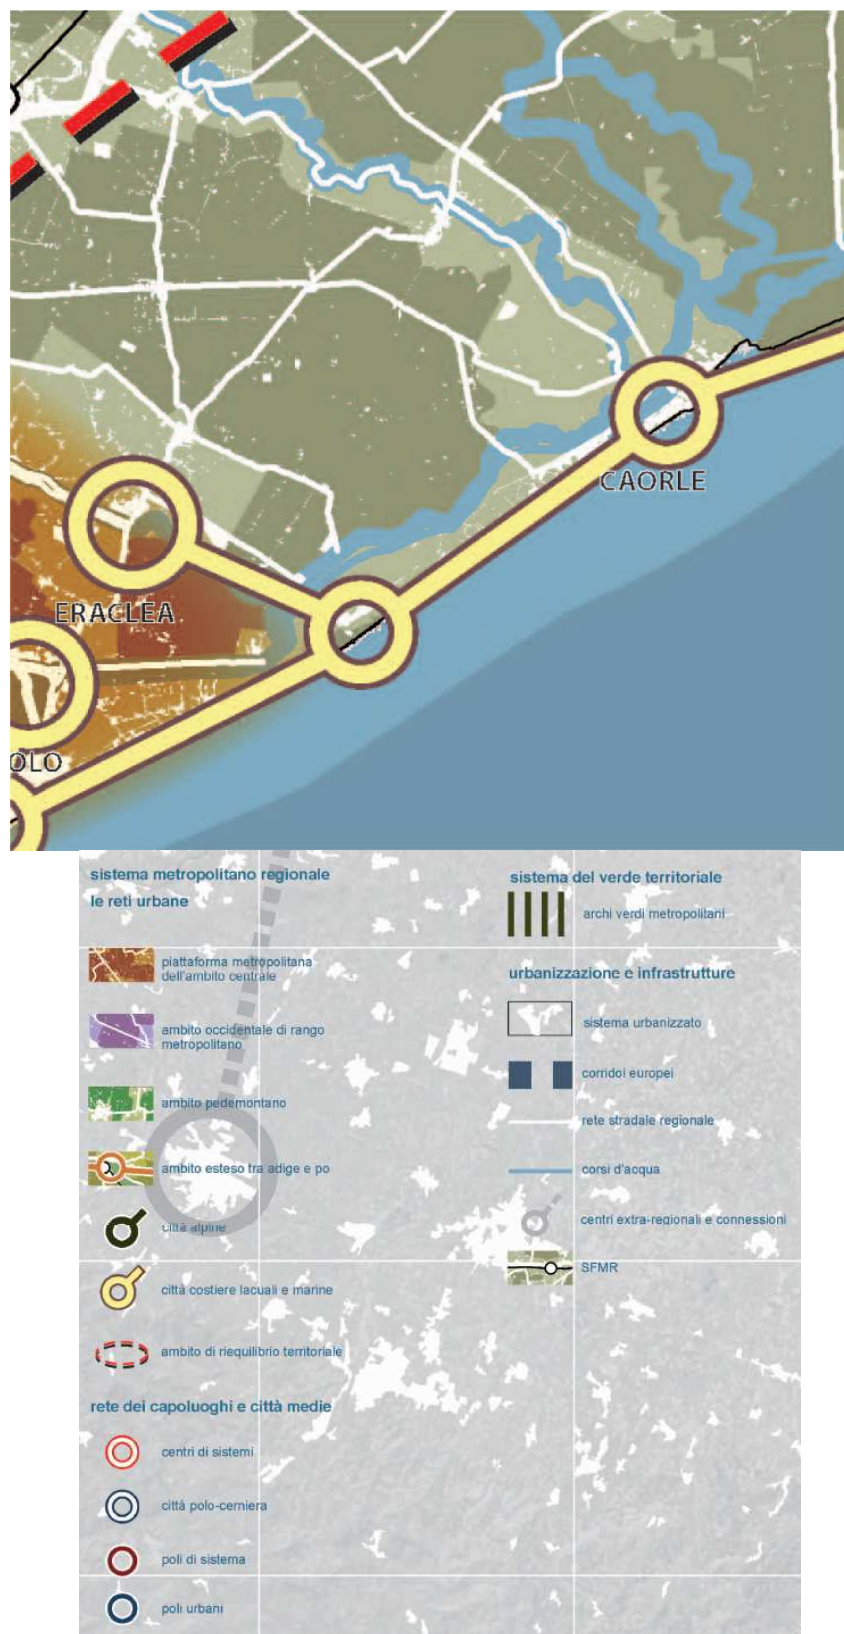 CAORLE
ERACLEA
OLO
sistema metropolitano regionale
le reti urbane
piattaforma metropolitana
dell'ambito centrale
ambito occidentale di rango
metropolitano
ambito pedemontano
ambito esteso tra adige e po
città alpine
città costiere lacuali e marine
ambito di riequilibrio territoriale
rete dei capoluoghi e città medie
centri di sistemi
città polo-cerniera
poli di sistema
poli urbani
sistema del verde territoriale
archi verdi metropolitani
urbanizzazione e infrastrutture
sistema urbanizzato
corridoi europei
rete stradale regionale
corsi d'acqua
centri extra-regionali e connessioni
SFMR